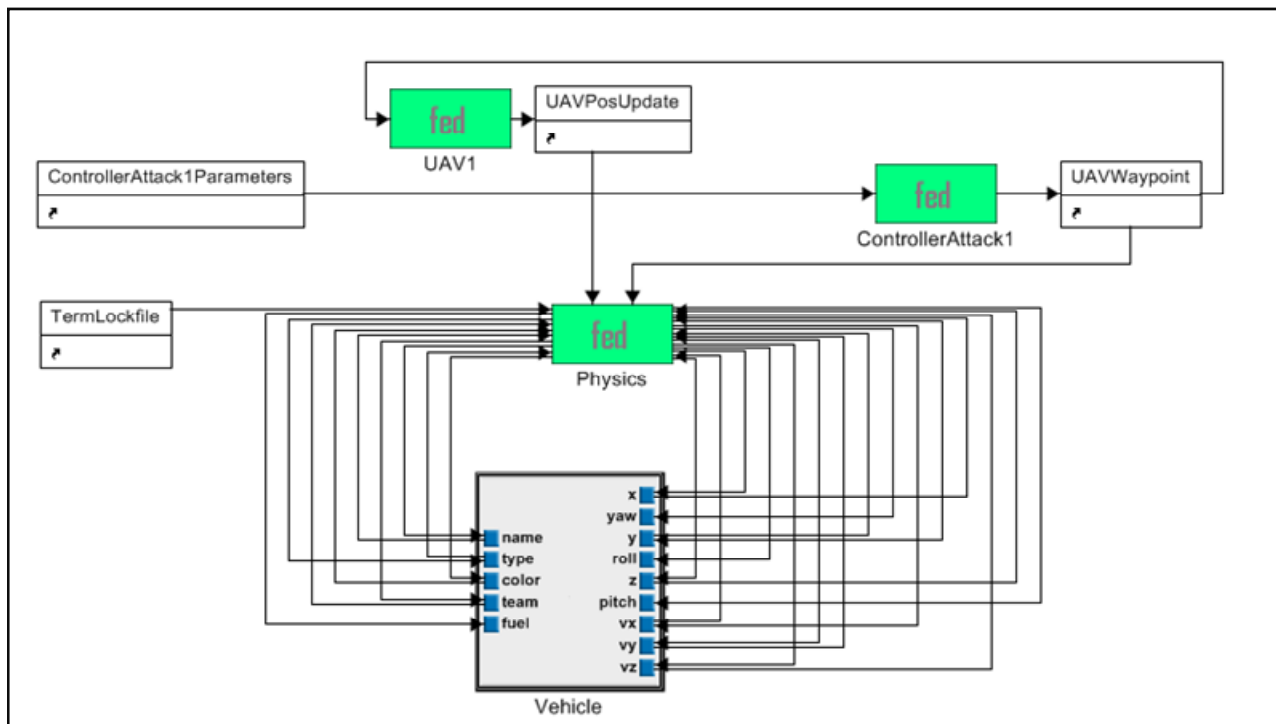 fed
UAV1
UAVPosUpdate
ControllerAttack1Parameters
fed
ControllerAttack1
UAVWaypoint
TermLockfile
fed
Physics
name
type
color
team
fuel
x
yaw
y
roll
z
pitch
vx
vy
vz
Vehicle